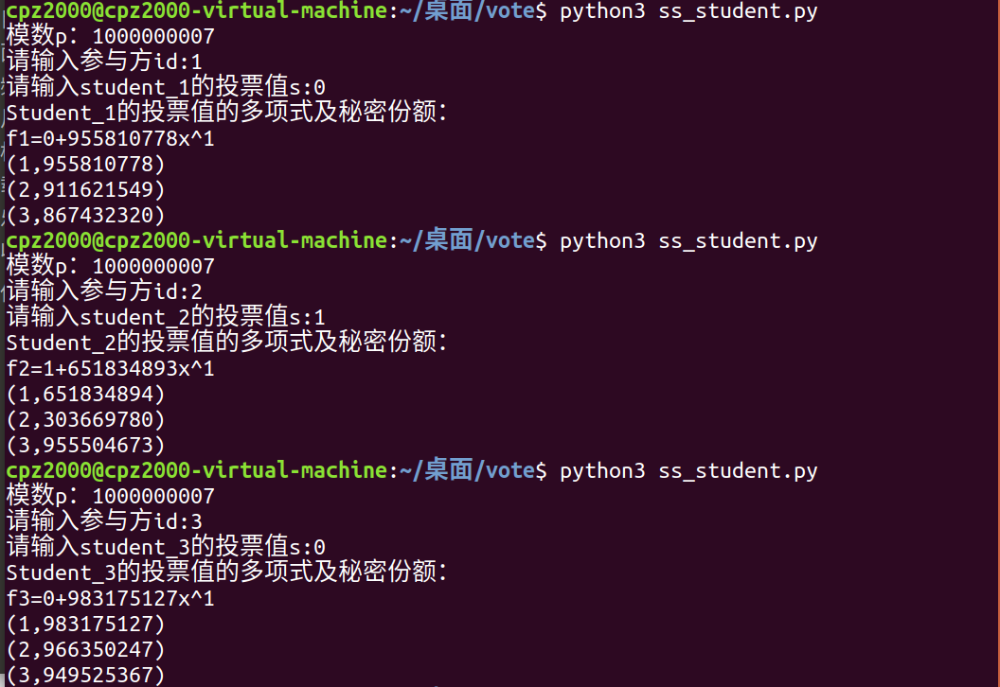 cpz2000@cpz2000-virtual-machine:~/桌面/vote$ python3 ss_student.py
模数p：1000000007
请输入参与方id:1
请输入student_1的投票值s:0
Student_1的投票值的多项式及秘密份额：
f1=0+955810778x^1
(1,955810778)
(2,911621549)
(3,867432320)
cpz2000@cpz2000-virtual-machine:~/桌面/vote$ python3 ss_student.py
模数p：1000000007
请输入参与方id:2
请输入student_2的投票值s:1
Student_2的投票值的多项式及秘密份额：
f2=1+651834893x^1
(1,651834894)
(2,303669780)
(3,955504673)
cpz2000@cpz2000-virtual-machine:~/桌面/vote$ python3 ss_student.py
模数p：1000000007
请输入参与方id:3
请输入student_3的投票值s:0
Student_3的投票值的多项式及秘密份额：
f3=0+983175127x^1
(1,983175127)
(2,966350247)
(3,949525367)